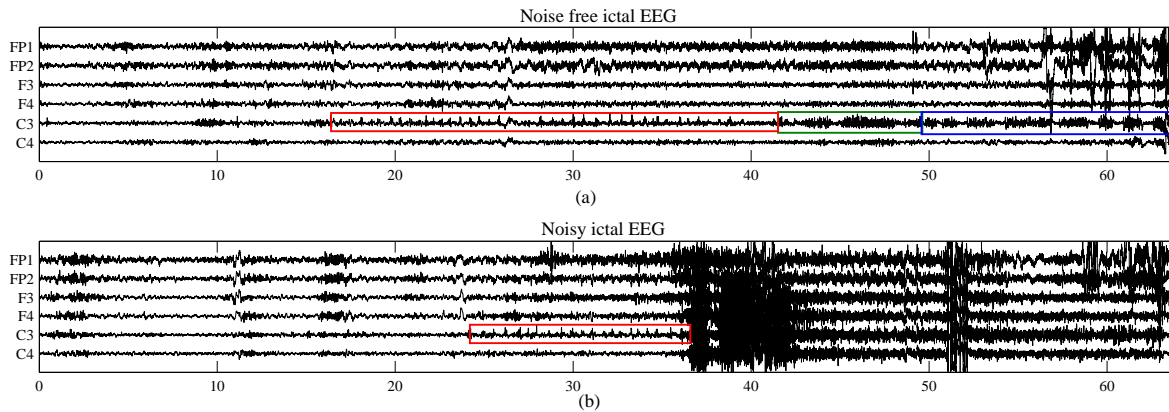 Noise free ictal EEG
FP1
FP2
F3
F4
C3
C4
0 10 20 30 40 50 60
(a)
Noisy ictal EEG
FP1
FP2
F3
F4
C3
C4
0 10 20 30 40 50 60
(b)